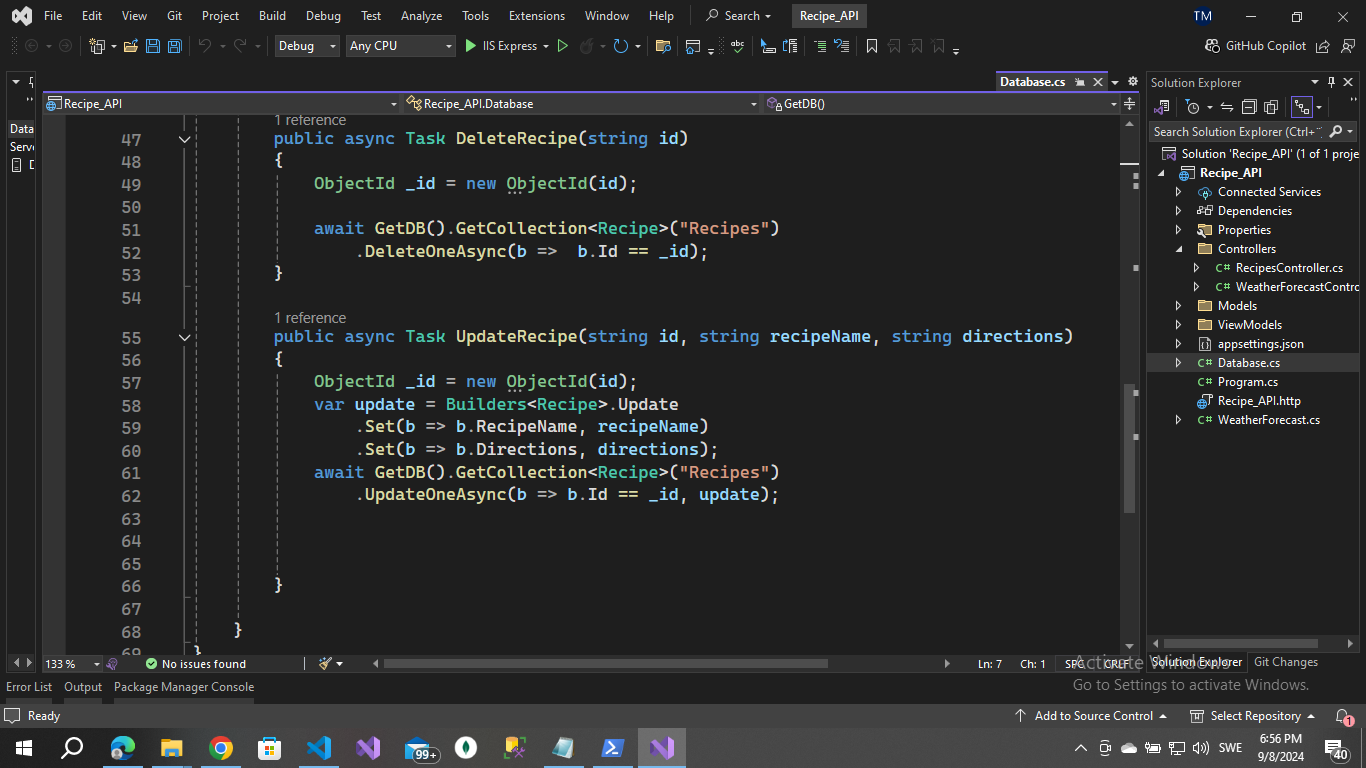 File Edit View Git Project Build Debug Test Analyze Tools Extensions Window Help Search Recipe_API TM
Debug Any CPU IIS Express GitHub Copilot
Database.cs
Recipe_API Recipe_API.Database GetDB()
Data
Serve
1 reference
47 public async Task DeleteRecipe(string id)
48 {
49 ObjectId _id = new ObjectId(id);
50
51 await GetDB().GetCollection<Recipe>("Recipes")
52 .DeleteOneAsync(b =>  b.Id == _id);
53 }
54
1 reference
55 public async Task UpdateRecipe(string id, string recipeName, string directions)
56 {
57 ObjectId _id = new ObjectId(id);
58 var update = Builders<Recipe>.Update
59 .Set(b => b.RecipeName, recipeName)
60 .Set(b => b.Directions, directions);
61 await GetDB().GetCollection<Recipe>("Recipes")
62 .UpdateOneAsync(b => b.Id == _id, update);
63
64
65
66 }
67
68 }
69 }
133 % No issues found Ln: 7 Ch: 1 SPC CRLF
Solution Explorer
Search Solution Explorer (Ctrl+
Solution 'Recipe_API' (1 of 1 proje
Recipe_API
Connected Services
Dependencies
Properties
Controllers
C# RecipesController.cs
C# WeatherForecastContro
Models
ViewModels
appsettings.json
C# Database.cs
C# Program.cs
Recipe_API.http
C# WeatherForecast.cs
Solution Explorer Git Changes
Activate Windows
Go to Settings to activate Windows.
Error List Output Package Manager Console
Ready Add to Source Control Select Repository 1
99+ SWE 6:56 PM
9/8/2024 40